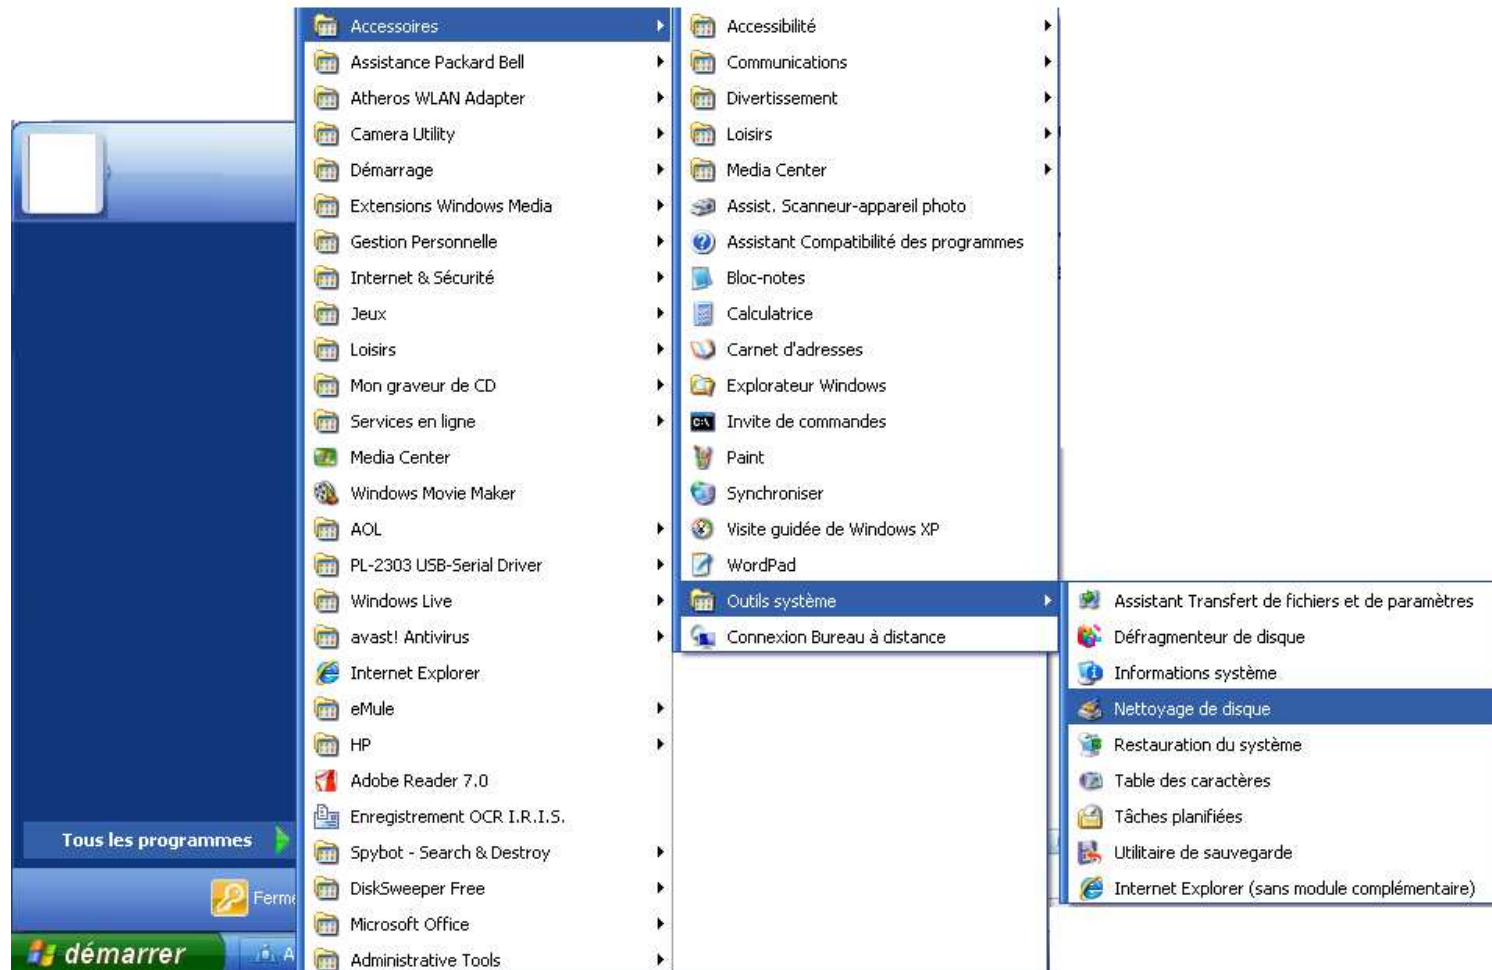 Accessoires
Assistance Packard Bell
Atheros WLAN Adapter
Camera Utility
Démarrage
Extensions Windows Media
Gestion Personnelle
Internet & Sécurité
Jeux
Loisirs
Mon graveur de CD
Services en ligne
Media Center
Windows Movie Maker
AOL
PL-2303 USB-Serial Driver
Windows Live
avast! Antivirus
Internet Explorer
eMule
HP
Adobe Reader 7.0
Enregistrement OCR I.R.I.S.
Spybot - Search & Destroy
DiskSweeper Free
Microsoft Office
Administrative Tools
Accessibilité
Communications
Divertissement
Loisirs
Media Center
Assist. Scanneur-appareil photo
Assistant Compatibilité des programmes
Bloc-notes
Calculatrice
Carnet d'adresses
Explorateur Windows
Invite de commandes
Paint
Synchroniser
Visite guidée de Windows XP
WordPad
Outils système
Connexion Bureau à distance
Assistant Transfert de fichiers et de paramètres
Défragmenteur de disque
Informations système
Nettoyage de disque
Restauration du système
Table des caractères
Tâches planifiées
Utilitaire de sauvegarde
Internet Explorer (sans module complémentaire)
Tous les programmes
Ferme
démarrer
A